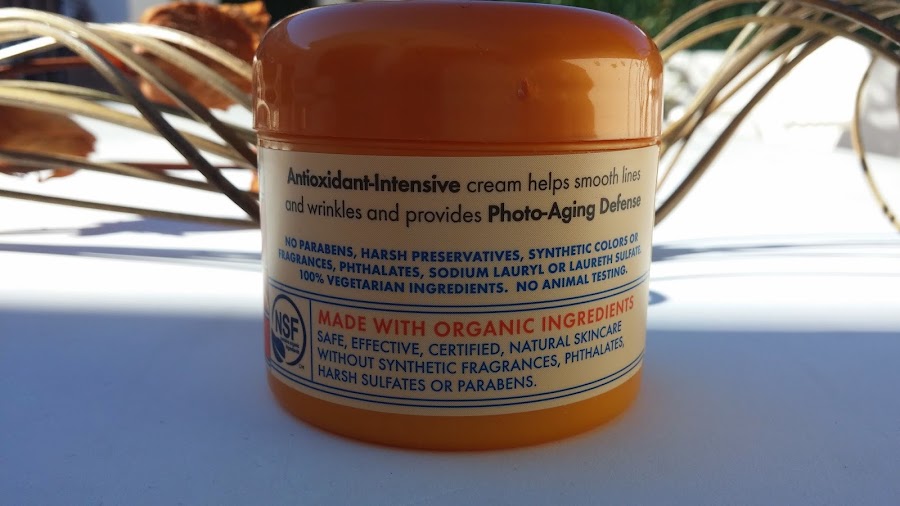 Antioxidant-Intensive cream helps smooth lines
and wrinkles and provides Photo-Aging Defense
NO PARABENS, HARSH PRESERVATIVES, SYNTHETIC COLORS OR
FRAGRANCES, PHTHALATES, SODIUM LAURYL OR LAURETH SULFATE.
100% VEGETARIAN INGREDIENTS. NO ANIMAL TESTING.
NSF
MADE WITH ORGANIC INGREDIENTS
SAFE, EFFECTIVE, CERTIFIED, NATURAL SKINCARE
WITHOUT SYNTHETIC FRAGRANCES, PHTHALATES,
HARSH SULFATES OR PARABENS.